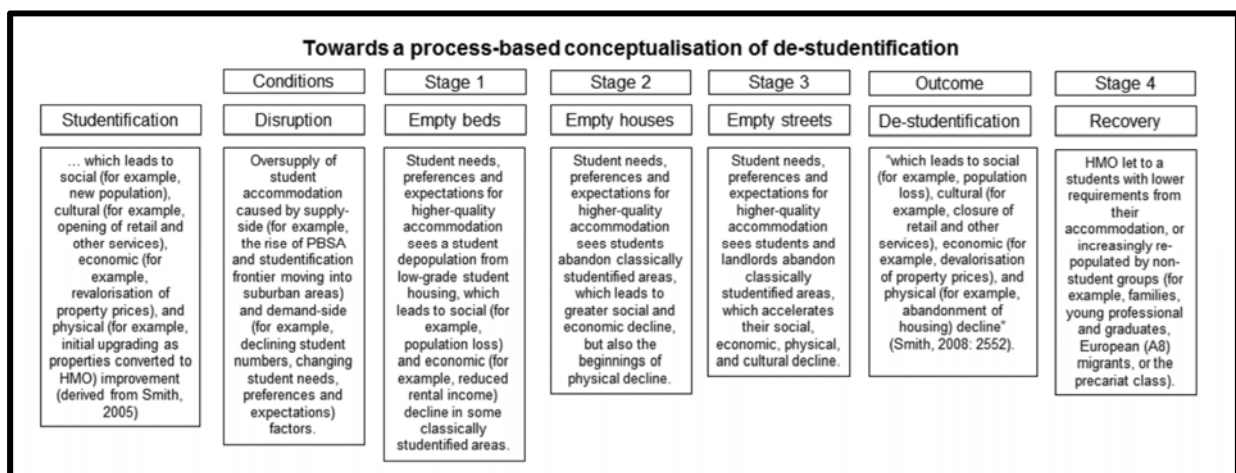 Towards a process-based conceptualisation of de-studentification
Conditions
Stage 1
Stage 2
Stage 3
Outcome
Stage 4
Studentification
Disruption
Empty beds
Empty houses
Empty streets
De-studentification
Recovery
… which leads to
social (for example,
new population),
cultural (for example,
opening of retail and
other services),
economic (for
example,
revalorisation of
property prices), and
physical (for example,
initial upgrading as
properties converted to
HMO) improvement
(derived from Smith,
2005)
Oversupply of
student
accommodation
caused by supply-
side (for example,
the rise of PBSA
and studentification
frontier moving into
suburban areas)
and demand-side
(for example,
declining student
numbers, changing
student needs,
preferences and
expectations)
factors.
Student needs,
preferences and
expectations for
higher-quality
accommodation
sees a student
depopulation from
low-grade student
housing, which
leads to social (for
example,
population loss)
and economic (for
example, reduced
rental income)
decline in some
classically
studentified areas.
Student needs,
preferences and
expectations for
higher-quality
accommodation
sees students
abandon classically
studentified areas,
which leads to
greater social and
economic decline,
but also the
beginnings of
physical decline.
Student needs,
preferences and
expectations for
higher-quality
accommodation
sees students and
landlords abandon
classically
studentified areas,
which accelerates
their social,
economic, physical,
and cultural decline.
"which leads to social
(for example, population
loss), cultural (for
example, closure of
retail and other
services), economic (for
example, devalorisation
of property prices), and
physical (for example,
abandonment of
housing) decline"
(Smith, 2008: 2552).
HMO let to a
students with lower
requirements from
their
accommodation, or
increasingly re-
populated by non-
student groups (for
example, families,
young professional
and graduates,
European (A8)
migrants, or the
precariat class).